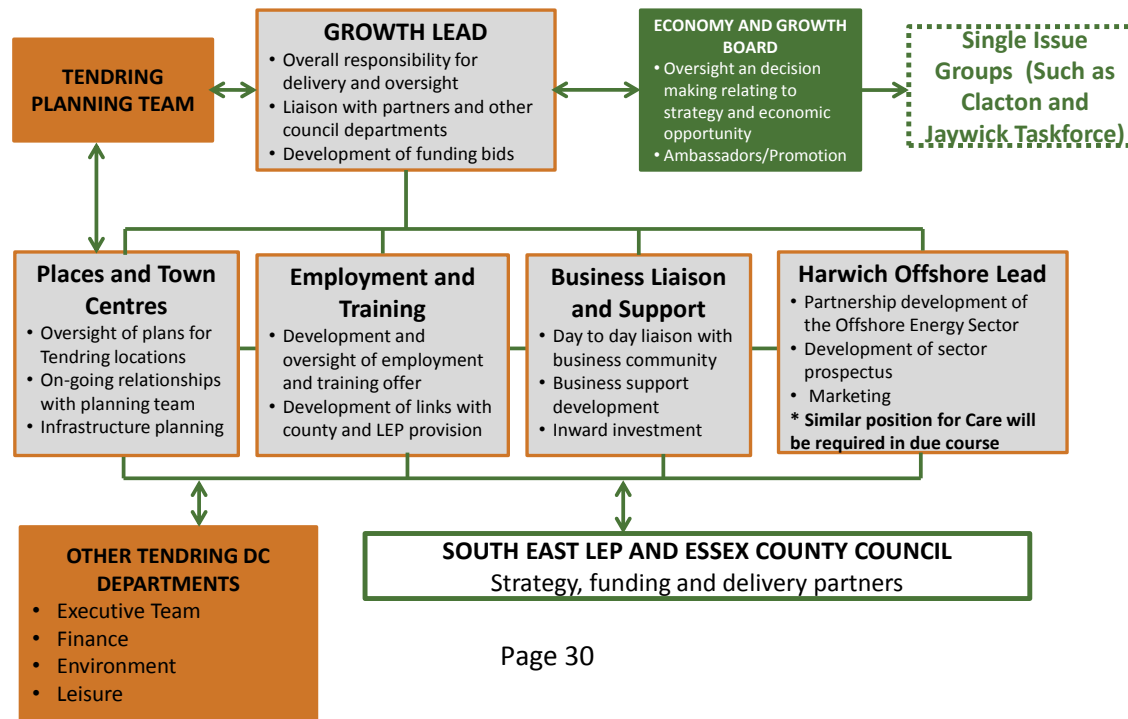 TENDRING
PLANNING TEAM
GROWTH LEAD
• Overall responsibility for
delivery and oversight
• Liaison with partners and other
council departments
• Development of funding bids
ECONOMY AND GROWTH
BOARD
• Oversight an decision
making relating to
strategy and economic
opportunity
• Ambassadors/Promotion
Single Issue
Groups (Such as
Clacton and
Jaywick Taskforce)
Places and Town
Centres
• Oversight of plans for
Tendring locations
• On-going relationships
with planning team
• Infrastructure planning
Employment and
Training
• Development and
oversight of employment
and training offer
• Development of links with
county and LEP provision
Business Liaison
and Support
• Day to day liaison with
business community
• Business support
development
• Inward investment
Harwich Offshore Lead
• Partnership development of
the Offshore Energy Sector
• Development of sector
prospectus
• Marketing
* Similar position for Care will
be required in due course
OTHER TENDRING DC
DEPARTMENTS
• Executive Team
• Finance
• Environment
• Leisure
SOUTH EAST LEP AND ESSEX COUNTY COUNCIL
Strategy, funding and delivery partners
Page 30